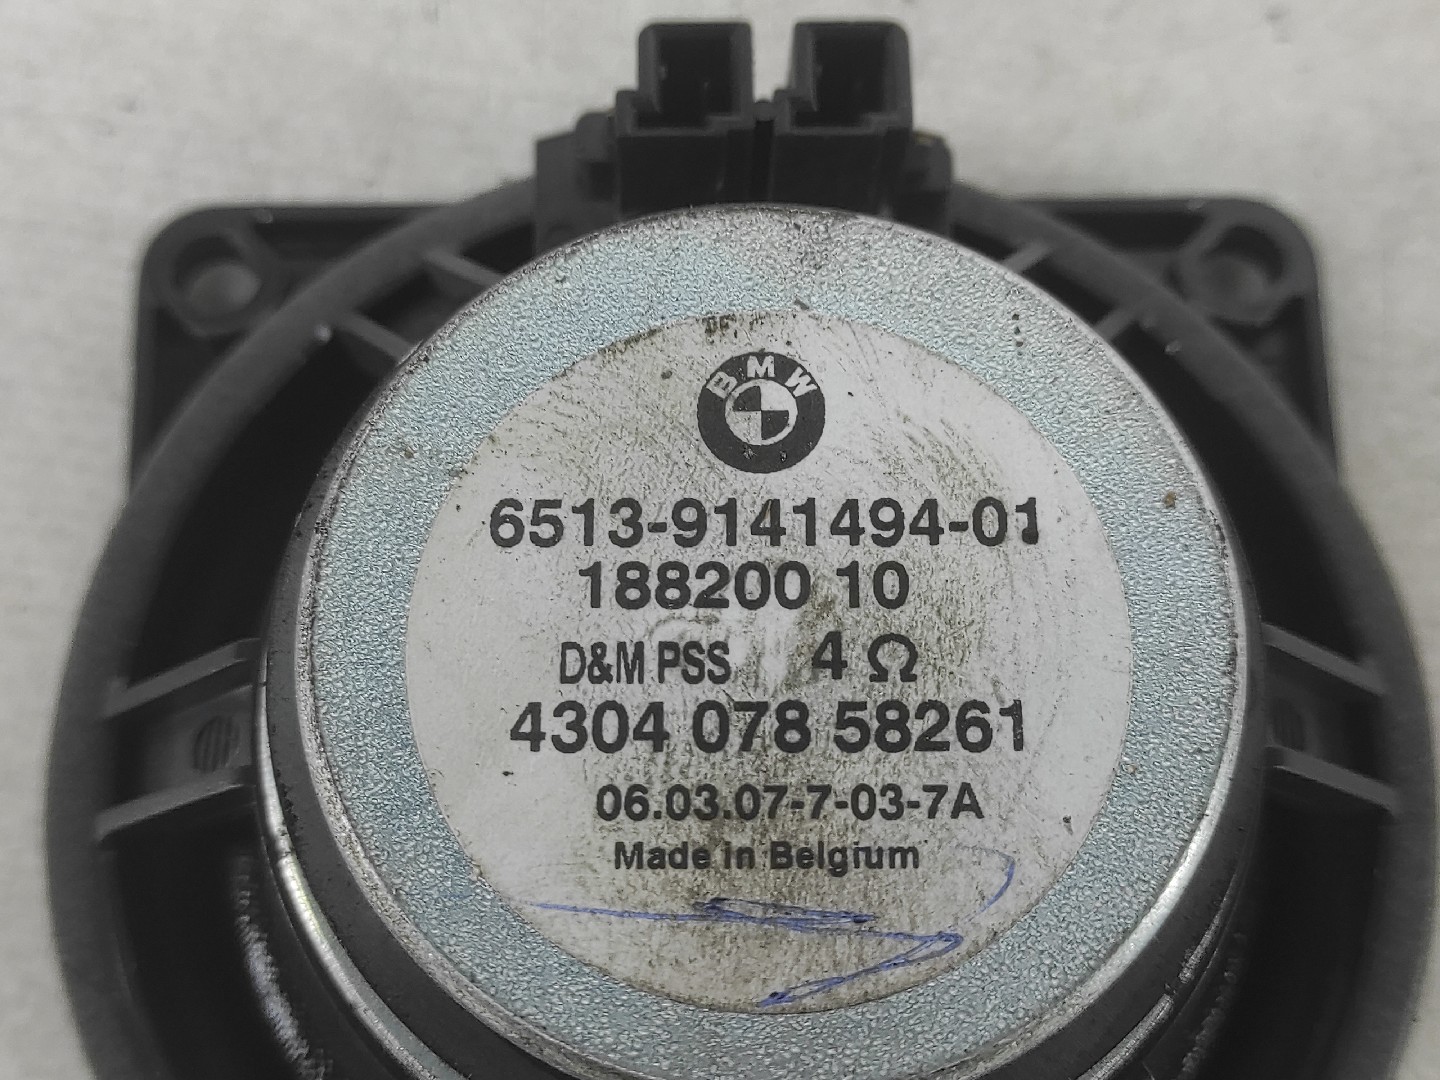 BMW
6513-9141494-01
188200 10
D&M PSS 4 Ω
4304 078 58261
06.03.07-7-03-7A
Made in Belgium